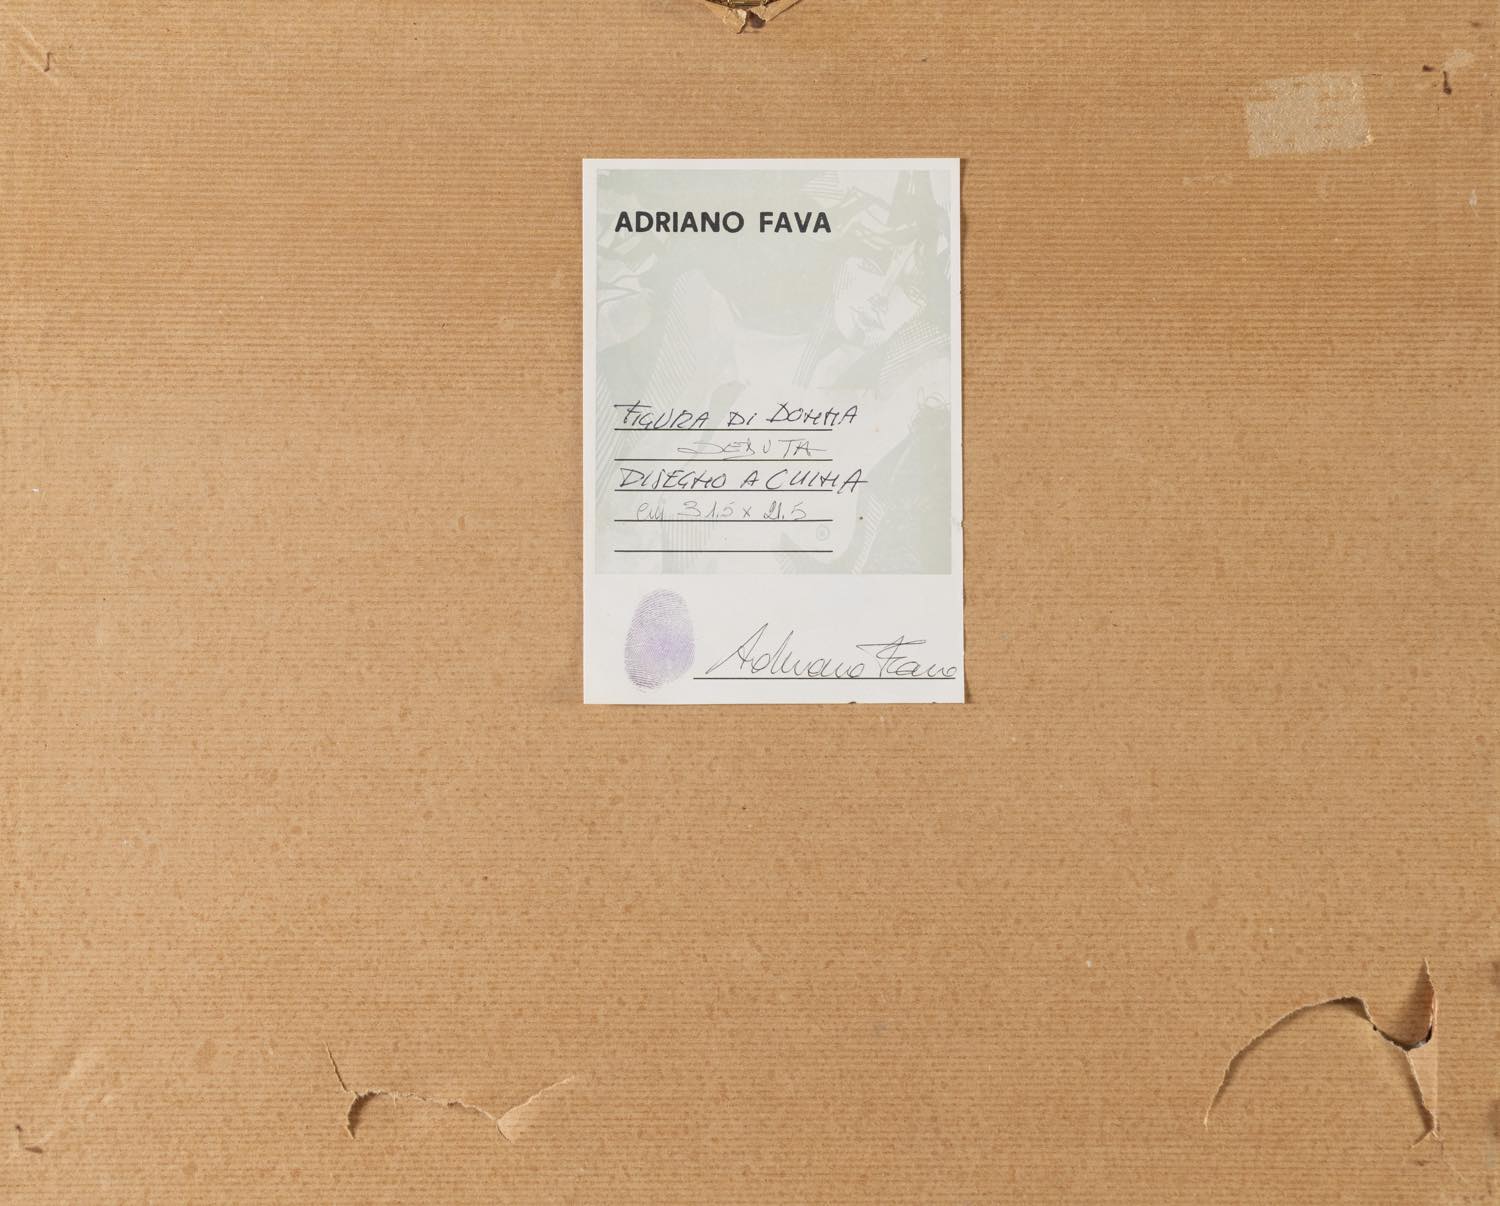 ADRIANO FAVA
FIGURA DI DONNA
SEDUTA
DISEGNO A CHINA
cm 31.5 x 21.5
Adriano Fava